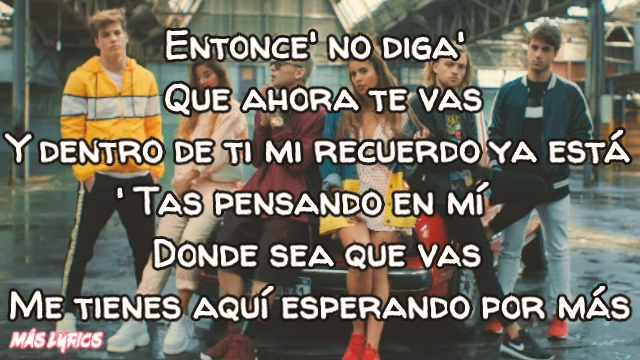 Entonce' no diga'
Que ahora te vas
Y dentro de ti mi recuerdo ya está
'Tas pensando en mí
Donde sea que vas
Me tienes aquí esperando por más
MÁS LYRICS